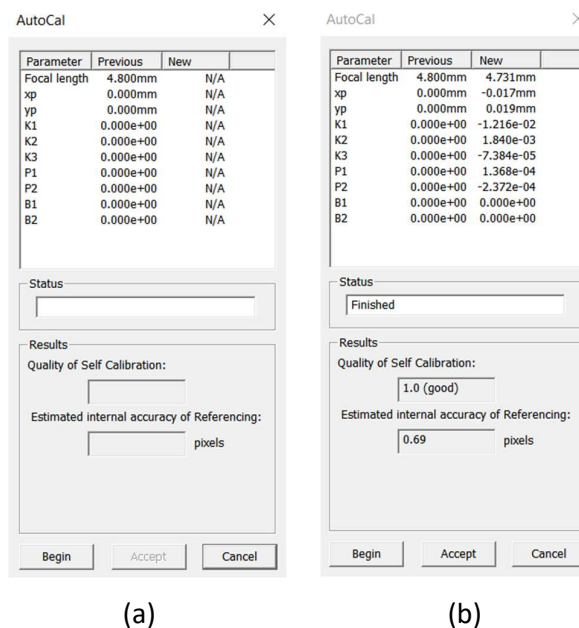 AutoCal
Parameter Previous New
Focal length 4.800mm N/A
xp 0.000mm N/A
yp 0.000mm N/A
K1 0.000e+00 N/A
K2 0.000e+00 N/A
K3 0.000e+00 N/A
P1 0.000e+00 N/A
P2 0.000e+00 N/A
B1 0.000e+00 N/A
B2 0.000e+00 N/A
Status
Results
Quality of Self Calibration:
Estimated internal accuracy of Referencing:
pixels
Begin Accept Cancel
(a)
AutoCal
Parameter Previous New
Focal length 4.800mm 4.731mm
xp 0.000mm -0.017mm
yp 0.000mm 0.019mm
K1 0.000e+00 -1.216e-02
K2 0.000e+00 1.840e-03
K3 0.000e+00 -7.384e-05
P1 0.000e+00 1.368e-04
P2 0.000e+00 -2.372e-04
B1 0.000e+00 0.000e+00
B2 0.000e+00 0.000e+00
Status
Finished
Results
Quality of Self Calibration:
1.0 (good)
Estimated internal accuracy of Referencing:
0.69 pixels
Begin Accept Cancel
(b)